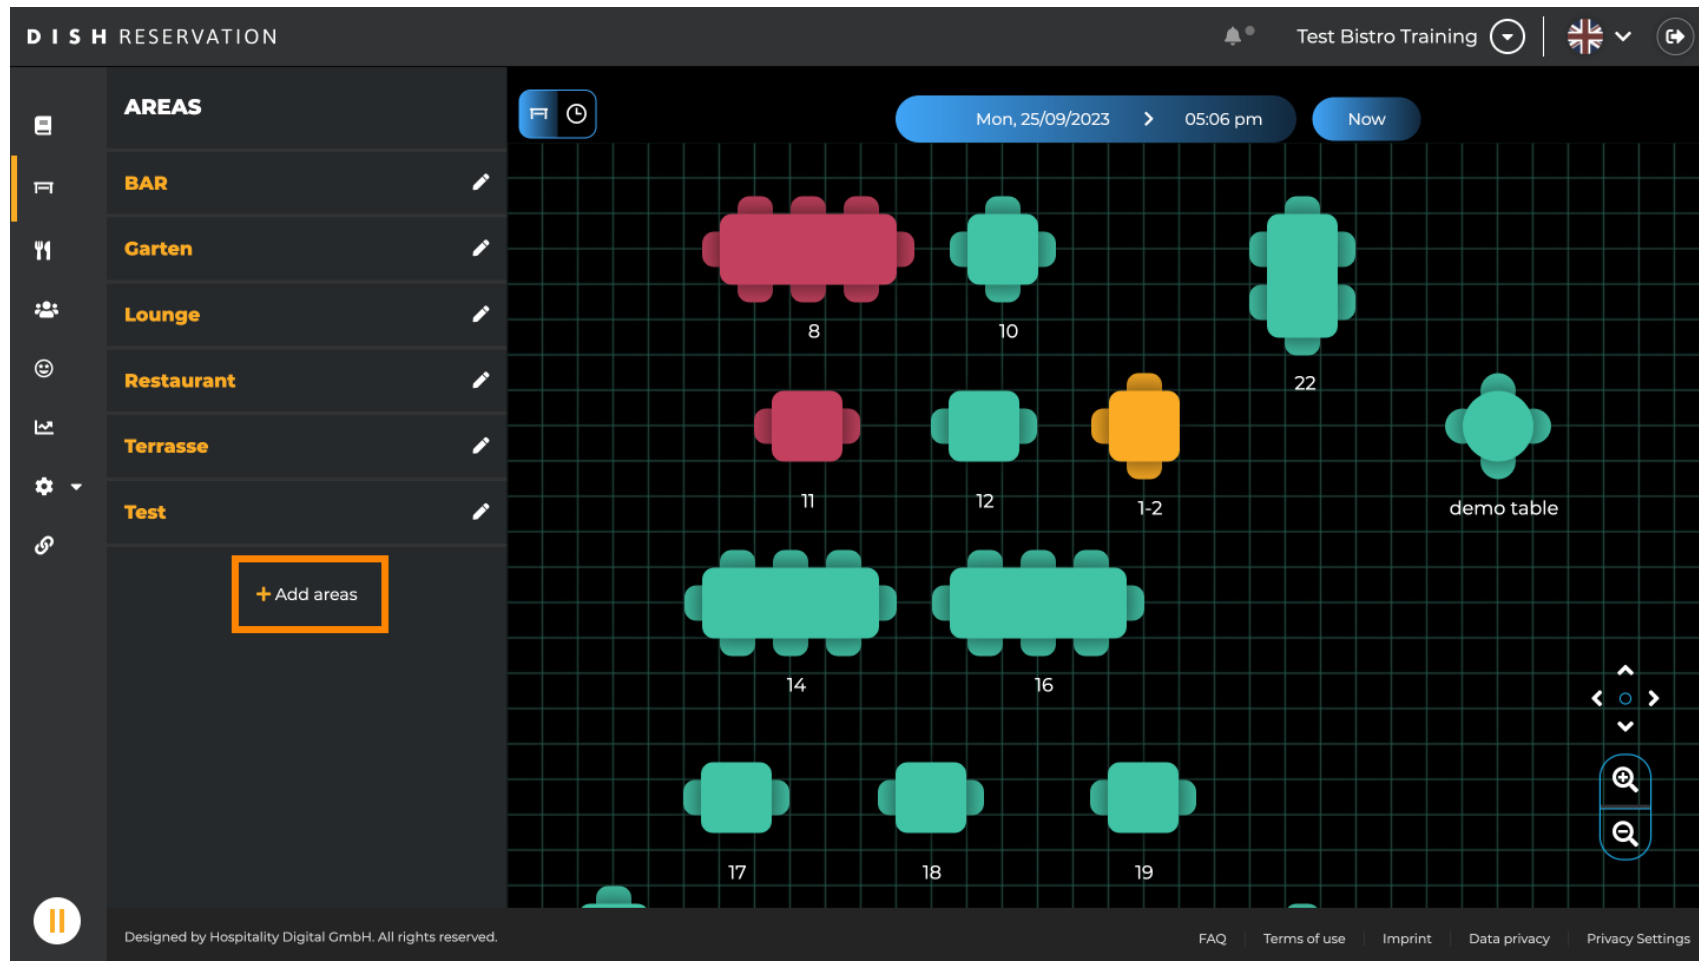 DISH RESERVATION
Test Bistro Training
AREAS
Mon, 25/09/2023
05:06 pm
Now
BAR
Garten
Lounge
Restaurant
Terrasse
Test
+ Add areas
8
10
22
11
12
1-2
demo table
14
16
17
18
19
Designed by Hospitality Digital GmbH. All rights reserved.
FAQ
Terms of use
Imprint
Data privacy
Privacy Settings